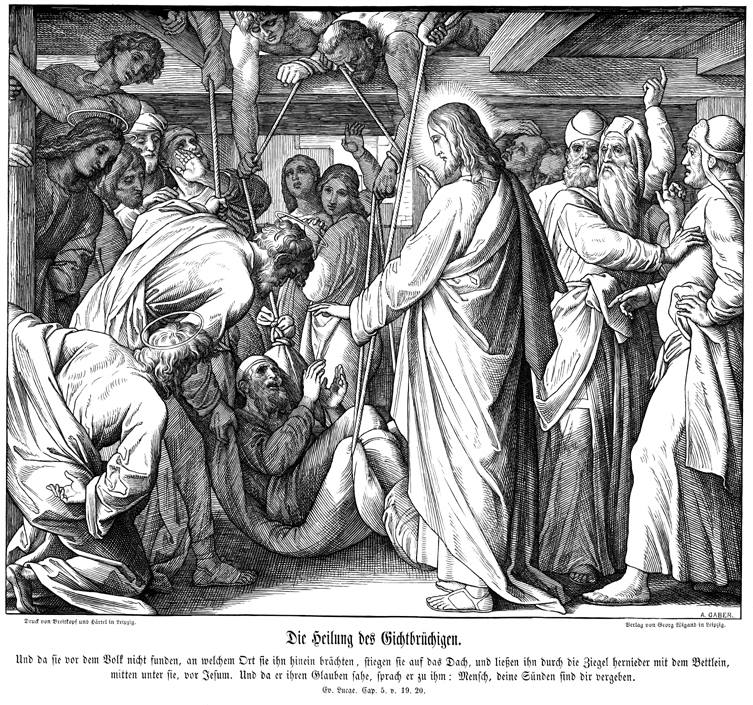 A. GABER.
Druck von Breitkopf und Härtel in Leipzig.
Verlag von Georg Wigand in Leipzig.
Die Heilung des Gichtbrüchigen.
Und da sie vor dem Volk nicht funden, an welchem Ort sie ihn hinein brächten, stiegen sie auf das Dach, und ließen ihn durch die Ziegel hernieder mit dem Bettlein,
mitten unter sie, vor Jesum. Und da er ihren Glauben sahe, sprach er zu ihm: Mensch, deine Sünden sind dir vergeben.
Ev. Lucae. Cap. 5. v. 19. 20.